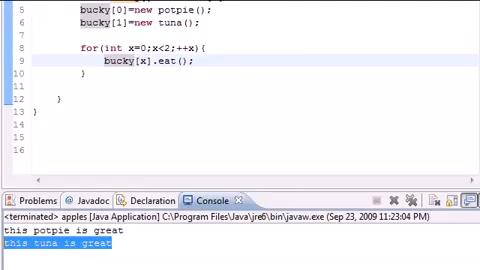 5 bucky[0]=new potpie();
6 bucky[1]=new tuna();
7
8 for(int x=0;x<2;++x){
9 bucky[x].eat();
10 }
11
12 }
13 }
14
15
16
Problems Javadoc Declaration Console
<terminated> apples [Java Application] C:\Program Files\Java\jre6\bin\javaw.exe (Sep 23, 2009 11:23:04 PM)
this potpie is great
this tuna is great